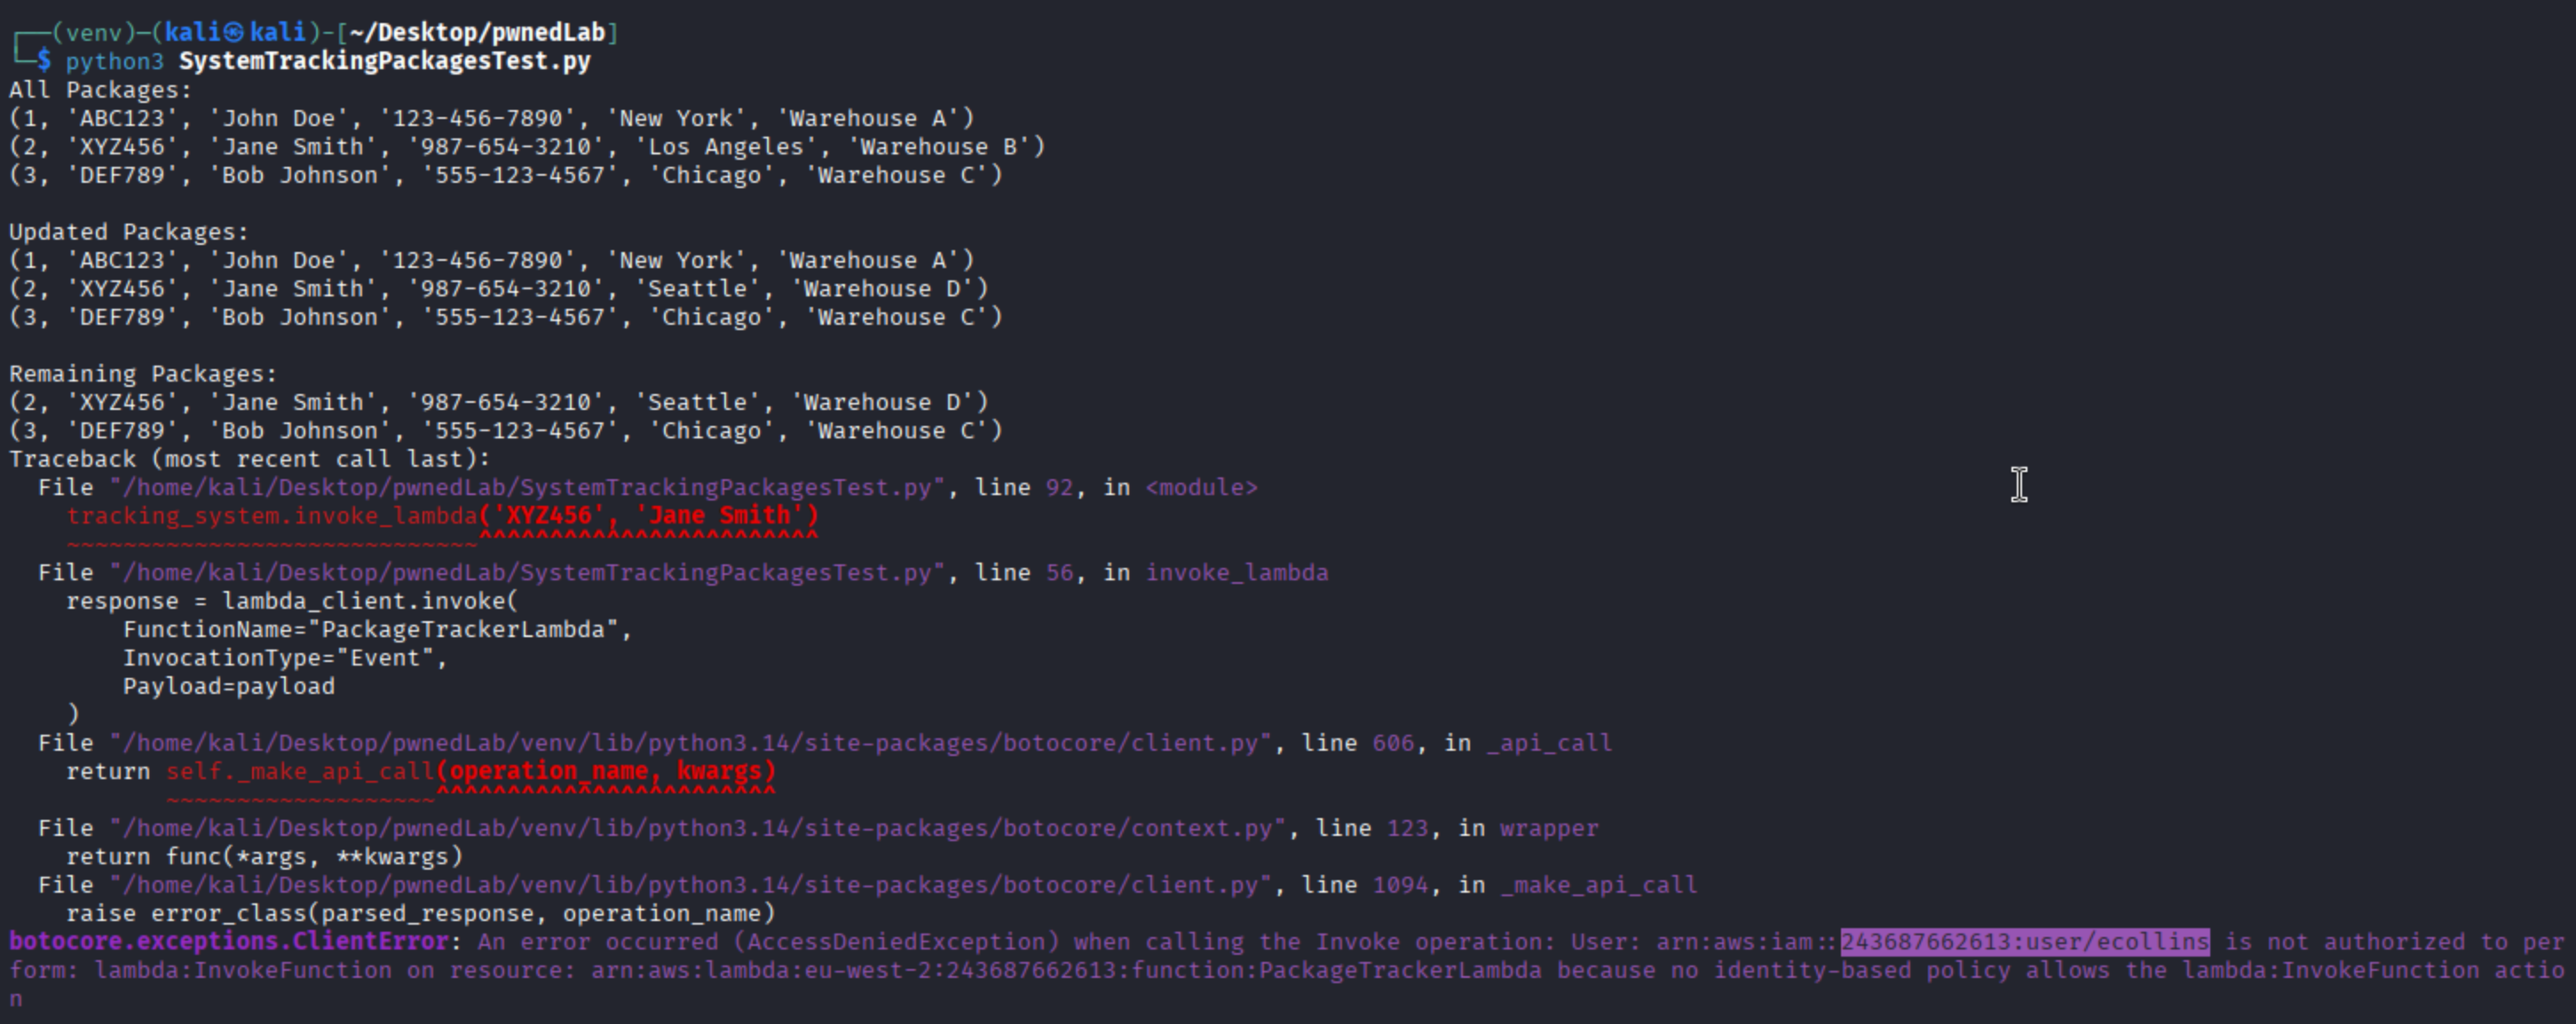 ┌──(venv)─(kali㉿kali)-[~/Desktop/pwnedLab]
└─$ python3 SystemTrackingPackagesTest.py
All Packages:
(1, 'ABC123', 'John Doe', '123-456-7890', 'New York', 'Warehouse A')
(2, 'XYZ456', 'Jane Smith', '987-654-3210', 'Los Angeles', 'Warehouse B')
(3, 'DEF789', 'Bob Johnson', '555-123-4567', 'Chicago', 'Warehouse C')

Updated Packages:
(1, 'ABC123', 'John Doe', '123-456-7890', 'New York', 'Warehouse A')
(2, 'XYZ456', 'Jane Smith', '987-654-3210', 'Seattle', 'Warehouse D')
(3, 'DEF789', 'Bob Johnson', '555-123-4567', 'Chicago', 'Warehouse C')

Remaining Packages:
(2, 'XYZ456', 'Jane Smith', '987-654-3210', 'Seattle', 'Warehouse D')
(3, 'DEF789', 'Bob Johnson', '555-123-4567', 'Chicago', 'Warehouse C')
Traceback (most recent call last):
  File "/home/kali/Desktop/pwnedLab/SystemTrackingPackagesTest.py", line 92, in <module>
    tracking_system.invoke_lambda('XYZ456', 'Jane Smith')
    ~~~~~~~~~~~~~~~~~~~~~~~~~~~~~^^^^^^^^^^^^^^^^^^^^^^^^
  File "/home/kali/Desktop/pwnedLab/SystemTrackingPackagesTest.py", line 56, in invoke_lambda
    response = lambda_client.invoke(
        FunctionName="PackageTrackerLambda",
        InvocationType="Event",
        Payload=payload
    )
  File "/home/kali/Desktop/pwnedLab/venv/lib/python3.14/site-packages/botocore/client.py", line 606, in _api_call
    return self._make_api_call(operation_name, kwargs)
           ~~~~~~~~~~~~~~~~~~~^^^^^^^^^^^^^^^^^^^^^^^^
  File "/home/kali/Desktop/pwnedLab/venv/lib/python3.14/site-packages/botocore/context.py", line 123, in wrapper
    return func(*args, **kwargs)
  File "/home/kali/Desktop/pwnedLab/venv/lib/python3.14/site-packages/botocore/client.py", line 1094, in _make_api_call
    raise error_class(parsed_response, operation_name)
botocore.exceptions.ClientError: An error occurred (AccessDeniedException) when calling the Invoke operation: User: arn:aws:iam::243687662613:user/ecollins is not authorized to per
form: lambda:InvokeFunction on resource: arn:aws:lambda:eu-west-2:243687662613:function:PackageTrackerLambda because no identity-based policy allows the lambda:InvokeFunction actio
n